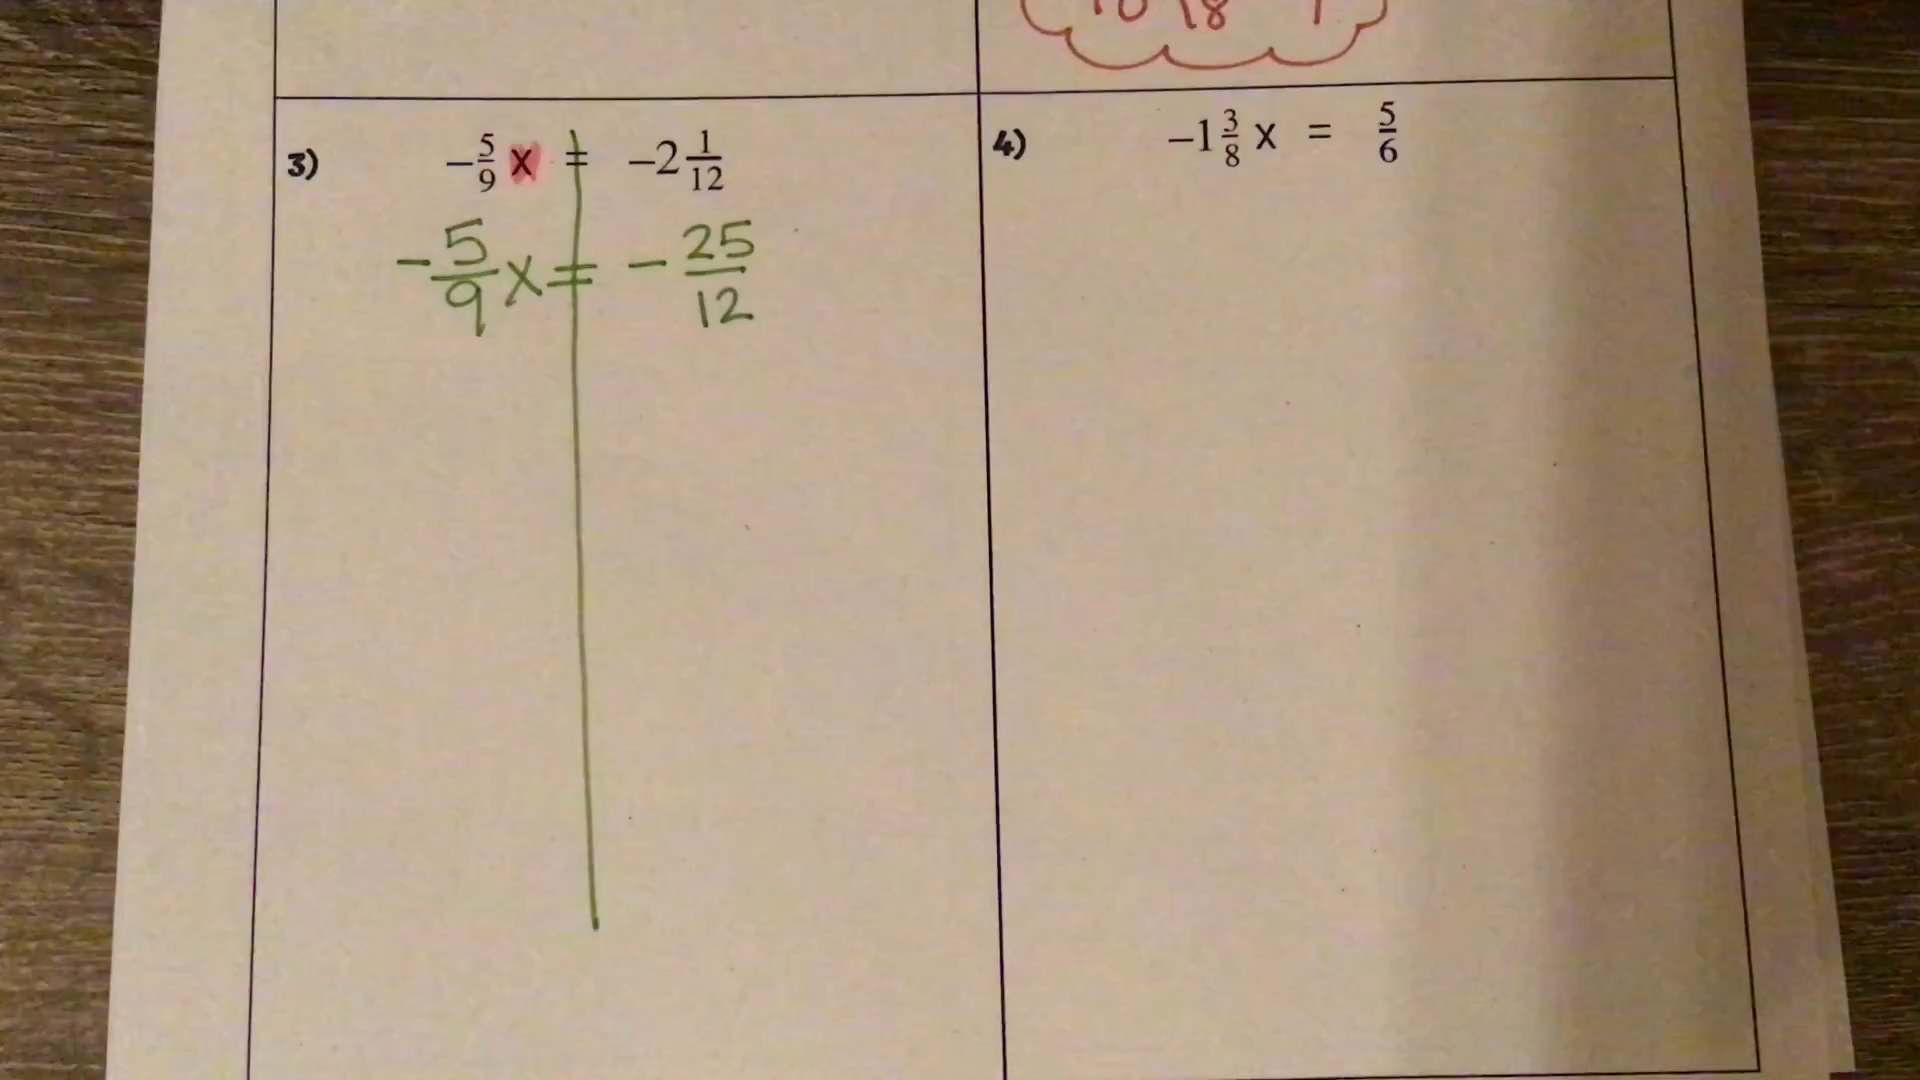 3) -5/9 x = -2 1/12
-5/9 x = -25/12
4) -1 3/8 x = 5/6